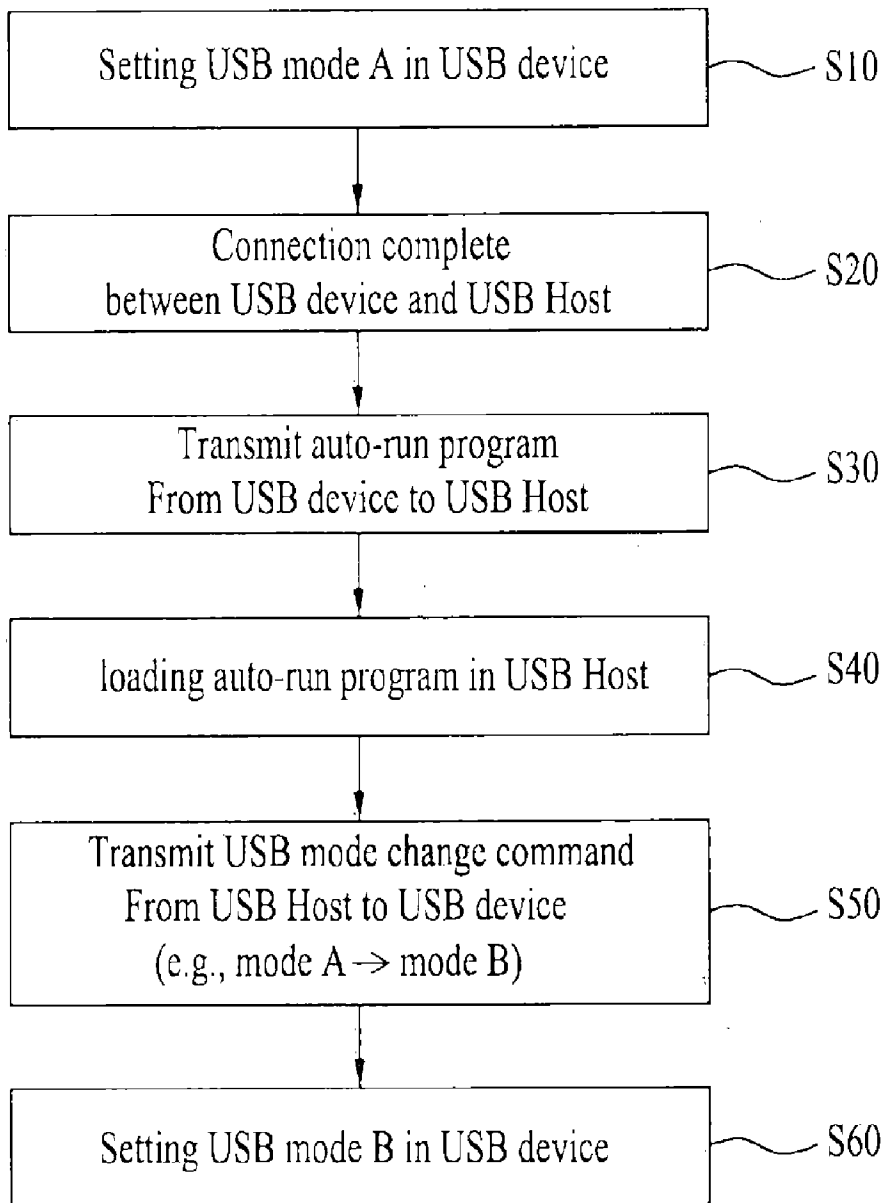 Setting USB mode A in USB device
S10
Connection complete
between USB device and USB Host
S20
Transmit auto-run program
From USB device to USB Host
S30
loading auto-run program in USB Host
S40
Transmit USB mode change command
From USB Host to USB device
(e.g., mode A → mode B)
S50
Setting USB mode B in USB device
S60